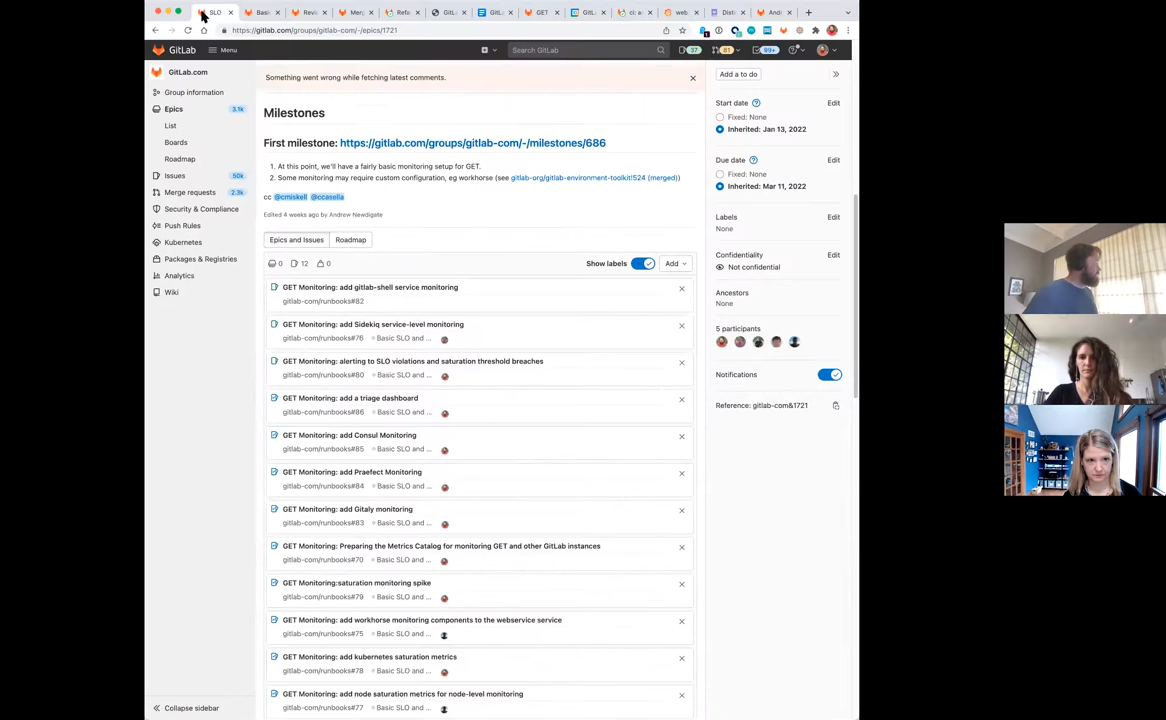 SLO
Basi
Revie
Merg
Refa
GitLa
GitLa
GET
GitLa
ci: a
web
Dist
And
https://gitlab.com/groups/gitlab-com/-/epics/1721
GitLab
Menu
Search GitLab
37
81
99+
GitLab.com
Group information
Epics
3.1k
List
Boards
Roadmap
Issues
50k
Merge requests
2.3k
Security & Compliance
Push Rules
Kubernetes
Packages & Registries
Analytics
Wiki
Collapse sidebar
Something went wrong while fetching latest comments.
Milestones
First milestone: https://gitlab.com/groups/gitlab-com/-/milestones/686
1. At this point, we'll have a fairly basic monitoring setup for GET.
2. Some monitoring may require custom configuration, eg workhorse (see gitlab-org/gitlab-environment-toolkit!524 (merged))
cc @cmiskell @ccasella
Edited 4 weeks ago by Andrew Newdigate
Epics and Issues
Roadmap
0
12
0
Show labels
Add
GET Monitoring: add gitlab-shell service monitoring
gitlab-com/runbooks#82
GET Monitoring: add Sidekiq service-level monitoring
gitlab-com/runbooks#76
Basic SLO and ...
GET Monitoring: alerting to SLO violations and saturation threshold breaches
gitlab-com/runbooks#80
Basic SLO and ...
GET Monitoring: add a triage dashboard
gitlab-com/runbooks#86
Basic SLO and ...
GET Monitoring: add Consul Monitoring
gitlab-com/runbooks#85
Basic SLO and ...
GET Monitoring: add Praefect Monitoring
gitlab-com/runbooks#84
Basic SLO and ...
GET Monitoring: add Gitaly monitoring
gitlab-com/runbooks#83
Basic SLO and ...
GET Monitoring: Preparing the Metrics Catalog for monitoring GET and other GitLab instances
gitlab-com/runbooks#70
Basic SLO and ...
GET Monitoring:saturation monitoring spike
gitlab-com/runbooks#79
Basic SLO and ...
GET Monitoring: add workhorse monitoring components to the webservice service
gitlab-com/runbooks#75
Basic SLO and ...
GET Monitoring: add kubernetes saturation metrics
gitlab-com/runbooks#78
Basic SLO and ...
GET Monitoring: add node saturation metrics for node-level monitoring
gitlab-com/runbooks#77
Basic SLO and ...
Add a to do
Start date
Edit
Fixed: None
Inherited: Jan 13, 2022
Due date
Edit
Fixed: None
Inherited: Mar 11, 2022
Labels
Edit
None
Confidentiality
Edit
Not confidential
Ancestors
None
5 participants
Notifications
Reference: gitlab-com&1721